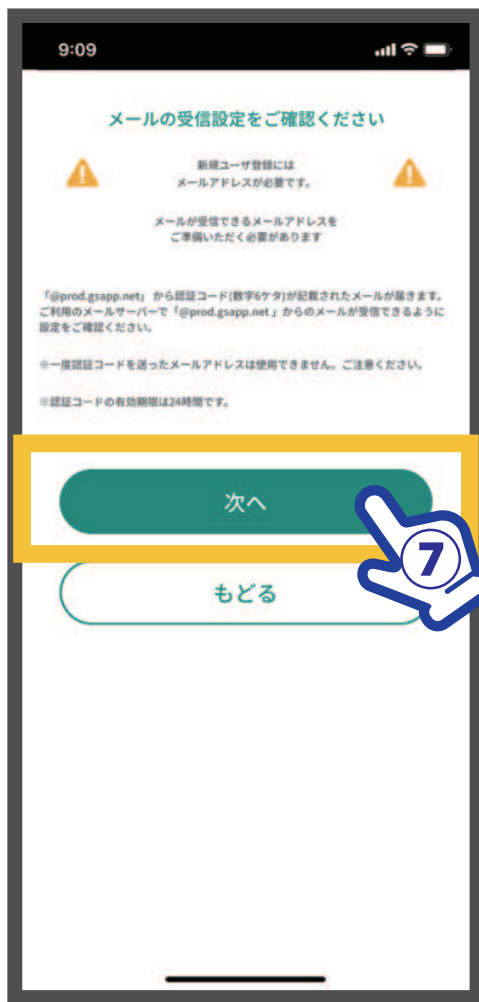 9:09
メールの受信設定をご確認ください
新規ユーザ登録には
メールアドレスが必要です。
メールが受信できるメールアドレスを
ご準備いただく必要があります
「@prod.gsapp.net」 から認証コード(数字6ケタ)が記載されたメールが届きます。
ご利用のメールサーバーで「@prod.gsapp.net 」からのメールが受信できるように
設定をご確認ください。
※一度認証コードを送ったメールアドレスは使用できません。ご注意ください。
※認証コードの有効期限は24時間です。
次へ
⑦
もどる